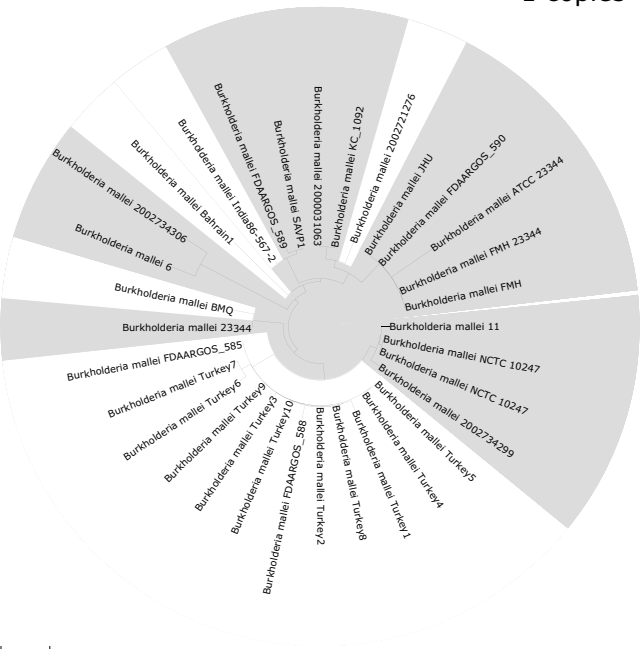 Burkholderia mallei FDAARGOS_589
Burkholderia mallei SAVP1
Burkholderia mallei 2000031063
Burkholderia mallei KC_1092
Burkholderia mallei 2002721276
Burkholderia mallei JHU
Burkholderia mallei FDAARGOS_590
Burkholderia mallei ATCC 23344
Burkholderia mallei FMH 23344
Burkholderia mallei FMH
Burkholderia mallei 11
Burkholderia mallei NCTC 10247
Burkholderia mallei NCTC 10247
Burkholderia mallei 2002734299
Burkholderia mallei Turkey5
Burkholderia mallei Turkey4
Burkholderia mallei Turkey1
Burkholderia mallei Turkey8
Burkholderia mallei Turkey2
Burkholderia mallei FDAARGOS_588
Burkholderia mallei Turkey10
Burkholderia mallei Turkey3
Burkholderia mallei Turkey9
Burkholderia mallei Turkey6
Burkholderia mallei Turkey7
Burkholderia mallei FDAARGOS_585
Burkholderia mallei 23344
Burkholderia mallei BMQ
Burkholderia mallei 6
Burkholderia mallei 2002734306
Burkholderia mallei Bahrain1
Burkholderia mallei India86-567-2